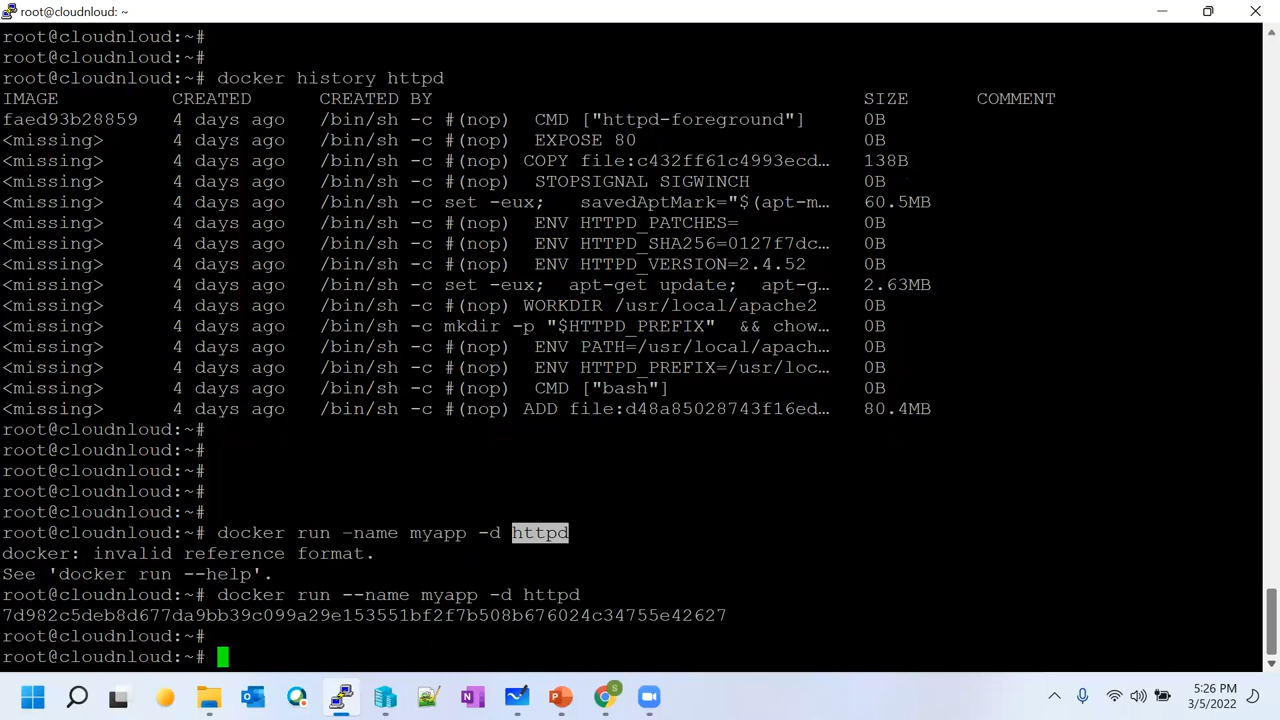 root@cloudnloud: ~
root@cloudnloud:~#
root@cloudnloud:~#
root@cloudnloud:~# docker history httpd
IMAGE CREATED CREATED BY SIZE COMMENT
faed93b28859 4 days ago /bin/sh -c #(nop) CMD ["httpd-foreground"] 0B
<missing> 4 days ago /bin/sh -c #(nop) EXPOSE 80 0B
<missing> 4 days ago /bin/sh -c #(nop) COPY file:c432ff61c4993ecd… 138B
<missing> 4 days ago /bin/sh -c #(nop) STOPSIGNAL SIGWINCH 0B
<missing> 4 days ago /bin/sh -c set -eux; savedAptMark="$(apt-m… 60.5MB
<missing> 4 days ago /bin/sh -c #(nop) ENV HTTPD_PATCHES= 0B
<missing> 4 days ago /bin/sh -c #(nop) ENV HTTPD_SHA256=0127f7dc… 0B
<missing> 4 days ago /bin/sh -c #(nop) ENV HTTPD_VERSION=2.4.52 0B
<missing> 4 days ago /bin/sh -c set -eux; apt-get update; apt-g… 2.63MB
<missing> 4 days ago /bin/sh -c #(nop) WORKDIR /usr/local/apache2 0B
<missing> 4 days ago /bin/sh -c mkdir -p "$HTTPD_PREFIX" && chow… 0B
<missing> 4 days ago /bin/sh -c #(nop) ENV PATH=/usr/local/apach… 0B
<missing> 4 days ago /bin/sh -c #(nop) ENV HTTPD_PREFIX=/usr/loc… 0B
<missing> 4 days ago /bin/sh -c #(nop) CMD ["bash"] 0B
<missing> 4 days ago /bin/sh -c #(nop) ADD file:d48a85028743f16ed… 80.4MB
root@cloudnloud:~#
root@cloudnloud:~#
root@cloudnloud:~#
root@cloudnloud:~#
root@cloudnloud:~#
root@cloudnloud:~# docker run –name myapp -d httpd
docker: invalid reference format.
See 'docker run --help'.
root@cloudnloud:~# docker run --name myapp -d httpd
7d982c5deb8d677da9bb39c099a29e153551bf2f7b508b676024c34755e42627
root@cloudnloud:~#
root@cloudnloud:~#
5:26 PM
3/5/2022